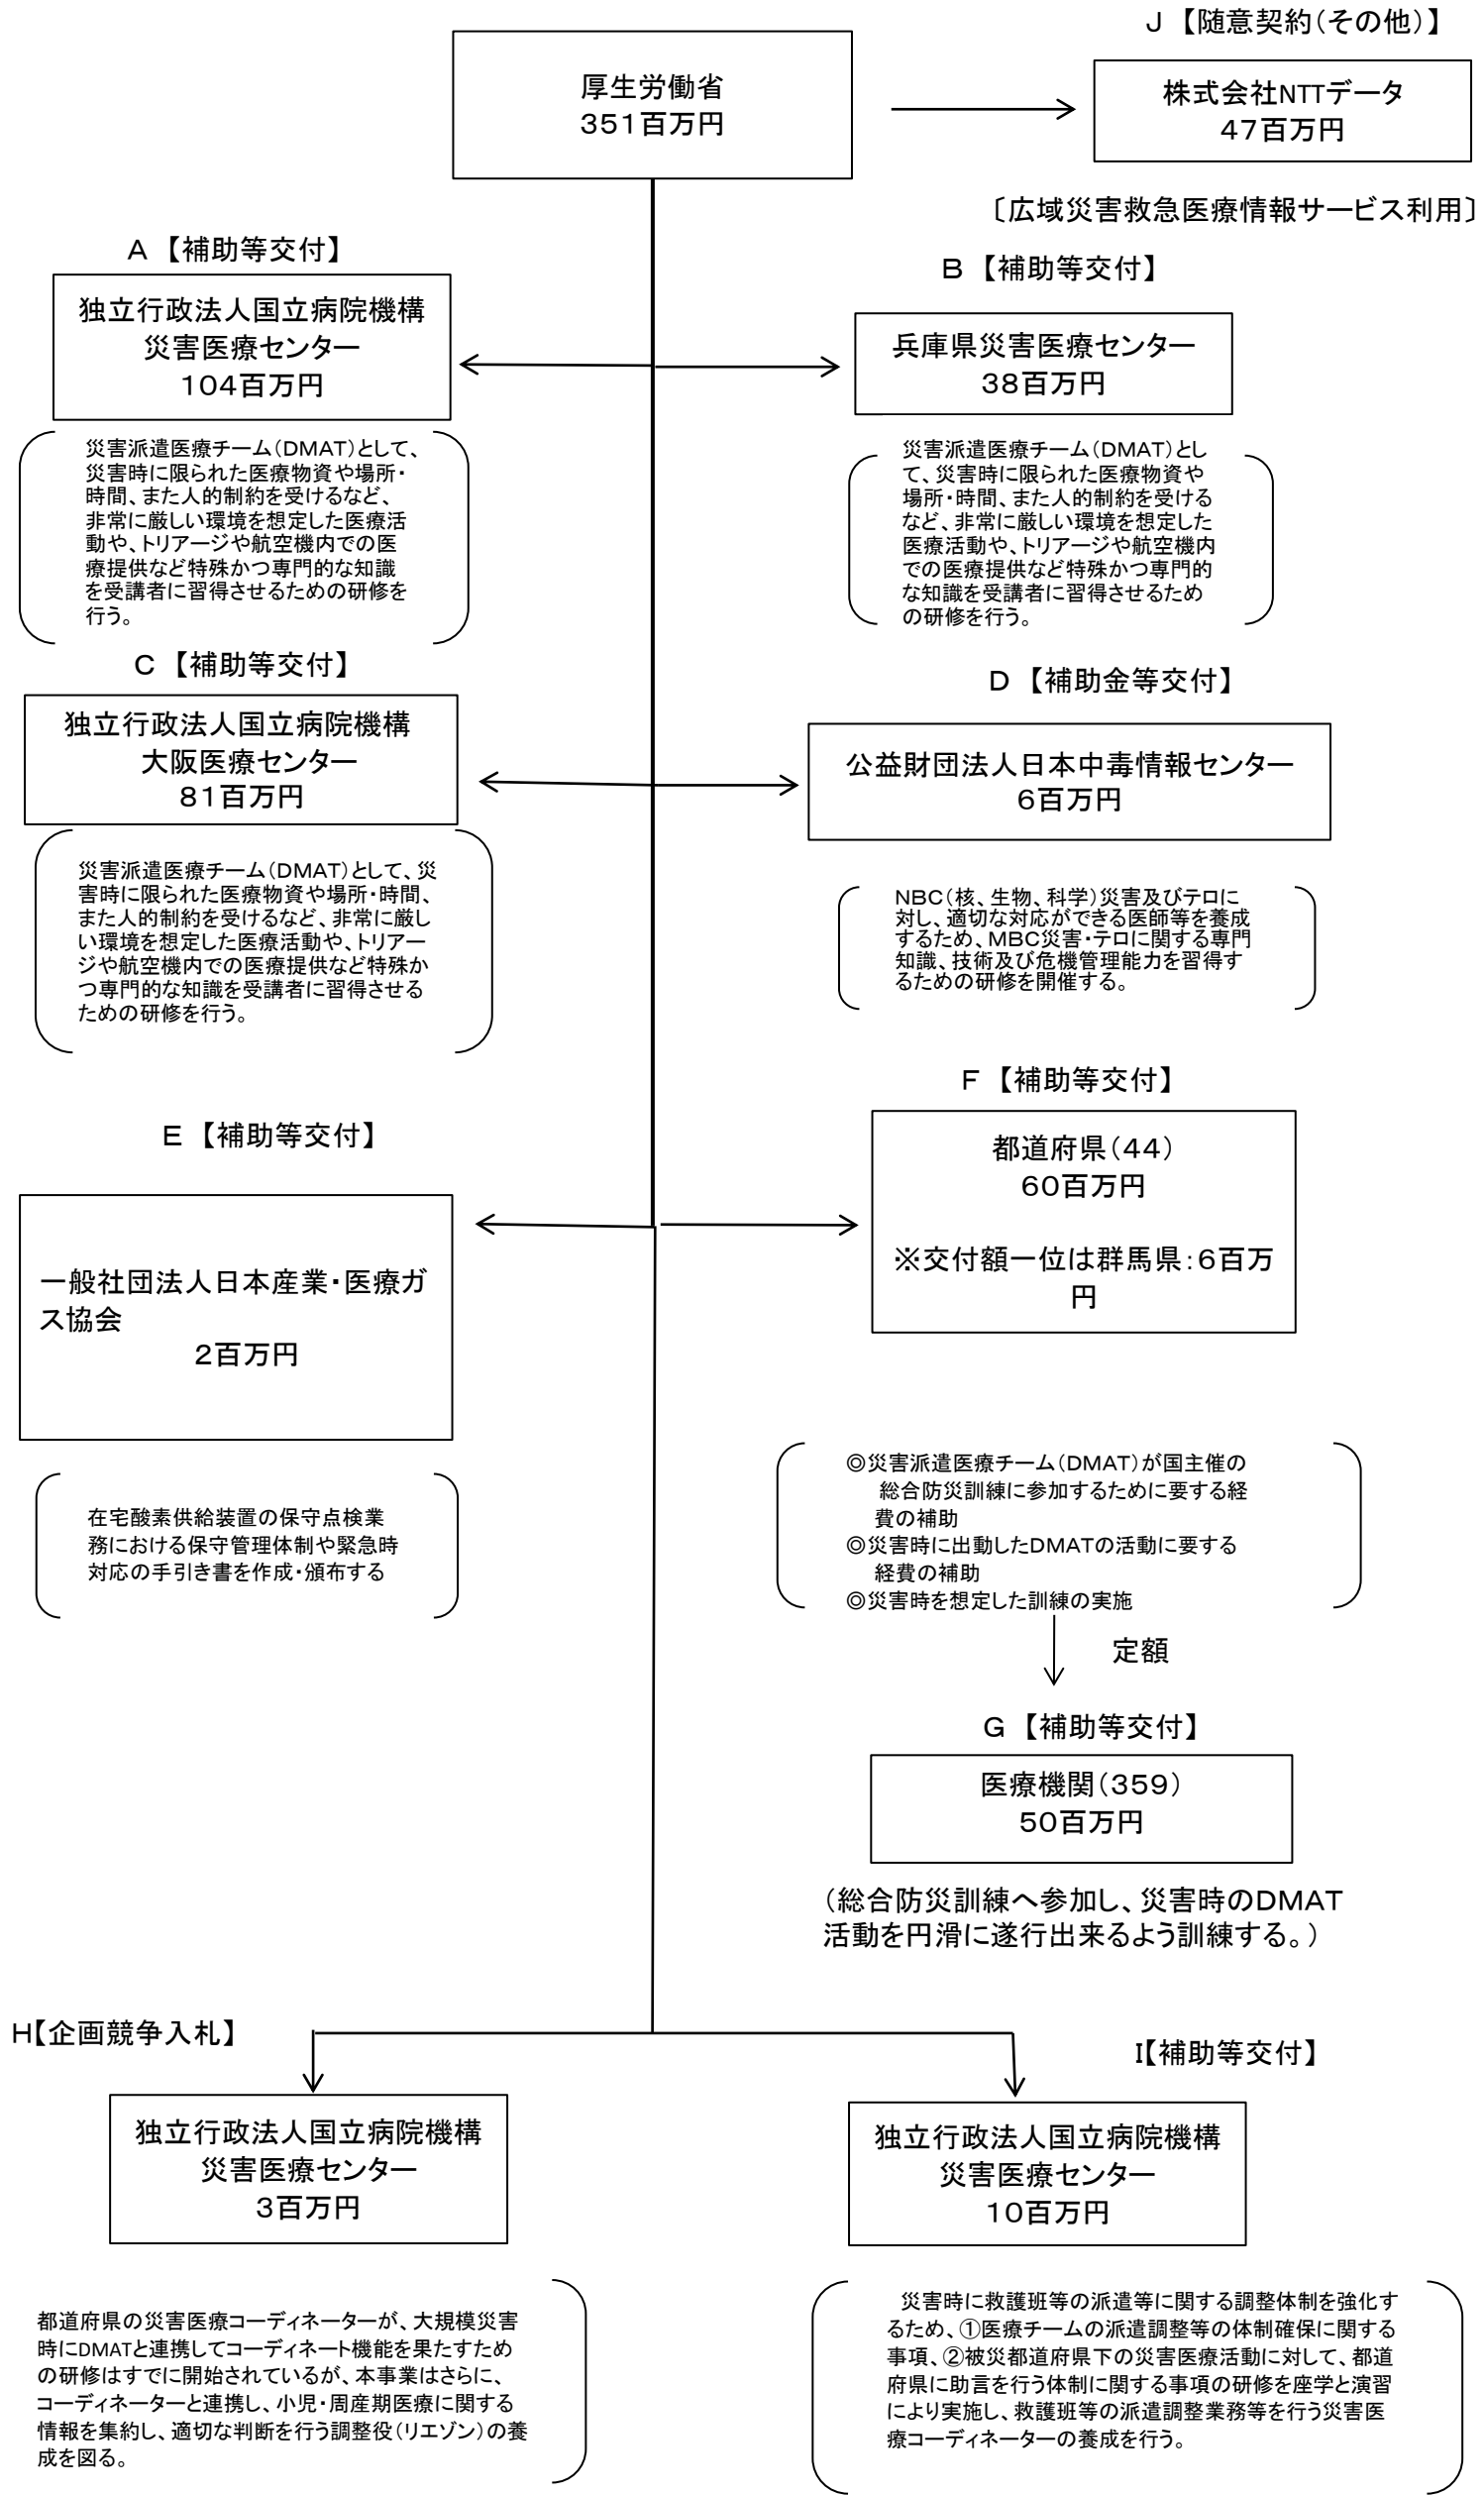 厚生労働省
351百万円
J 【随意契約（その他）】
株式会社NTTデータ
47百万円
〔広域災害救急医療情報サービス利用〕
A 【補助等交付】
独立行政法人国立病院機構
災害医療センター
104百万円
災害派遣医療チーム（DMAT）として、
災害時に限られた医療物資や場所・
時間、また人的制約を受けるなど、
非常に厳しい環境を想定した医療活
動や、トリアージや航空機内での医
療提供など特殊かつ専門的な知識
を受講者に習得させるための研修を
行う。
B 【補助等交付】
兵庫県災害医療センター
38百万円
災害派遣医療チーム（DMAT）とし
て、災害時に限られた医療物資や
場所・時間、また人的制約を受ける
など、非常に厳しい環境を想定した
医療活動や、トリアージや航空機内
での医療提供など特殊かつ専門的
な知識を受講者に習得させるため
の研修を行う。
C 【補助等交付】
独立行政法人国立病院機構
大阪医療センター
81百万円
災害派遣医療チーム（DMAT）として、災
害時に限られた医療物資や場所・時間、
また人的制約を受けるなど、非常に厳し
い環境を想定した医療活動や、トリアー
ジや航空機内での医療提供など特殊か
つ専門的な知識を受講者に習得させる
ための研修を行う。
D 【補助金等交付】
公益財団法人日本中毒情報センター
6百万円
NBC（核、生物、科学）災害及びテロに
対し、適切な対応ができる医師等を養成
するため、MBC災害・テロに関する専門
知識、技術及び危機管理能力を習得す
るための研修を開催する。
E 【補助等交付】
一般社団法人日本産業・医療ガ
ス協会
2百万円
在宅酸素供給装置の保守点検業
務における保守管理体制や緊急時
対応の手引き書を作成・頒布する
F 【補助等交付】
都道府県（44）
60百万円
※交付額一位は群馬県：6百万
円
◎災害派遣医療チーム（DMAT）が国主催の
総合防災訓練に参加するために要する経
費の補助
◎災害時に出動したDMATの活動に要する
経費の補助
◎災害時を想定した訓練の実施
定額
G 【補助等交付】
医療機関（359）
50百万円
（総合防災訓練へ参加し、災害時のDMAT
活動を円滑に遂行出来るよう訓練する。）
H【企画競争入札】
独立行政法人国立病院機構
災害医療センター
3百万円
都道府県の災害医療コーディネーターが、大規模災害
時にDMATと連携してコーディネート機能を果たすため
の研修はすでに開始されているが、本事業はさらに、
コーディネーターと連携し、小児・周産期医療に関する
情報を集約し、適切な判断を行う調整役（リエゾン）の養
成を図る。
I【補助等交付】
独立行政法人国立病院機構
災害医療センター
10百万円
災害時に救護班等の派遣等に関する調整体制を強化す
るため、①医療チームの派遣調整等の体制確保に関する
事項、②被災都道府県下の災害医療活動に対して、都道
府県に助言を行う体制に関する事項の研修を座学と演習
により実施し、救護班等の派遣調整業務等を行う災害医
療コーディネーターの養成を行う。